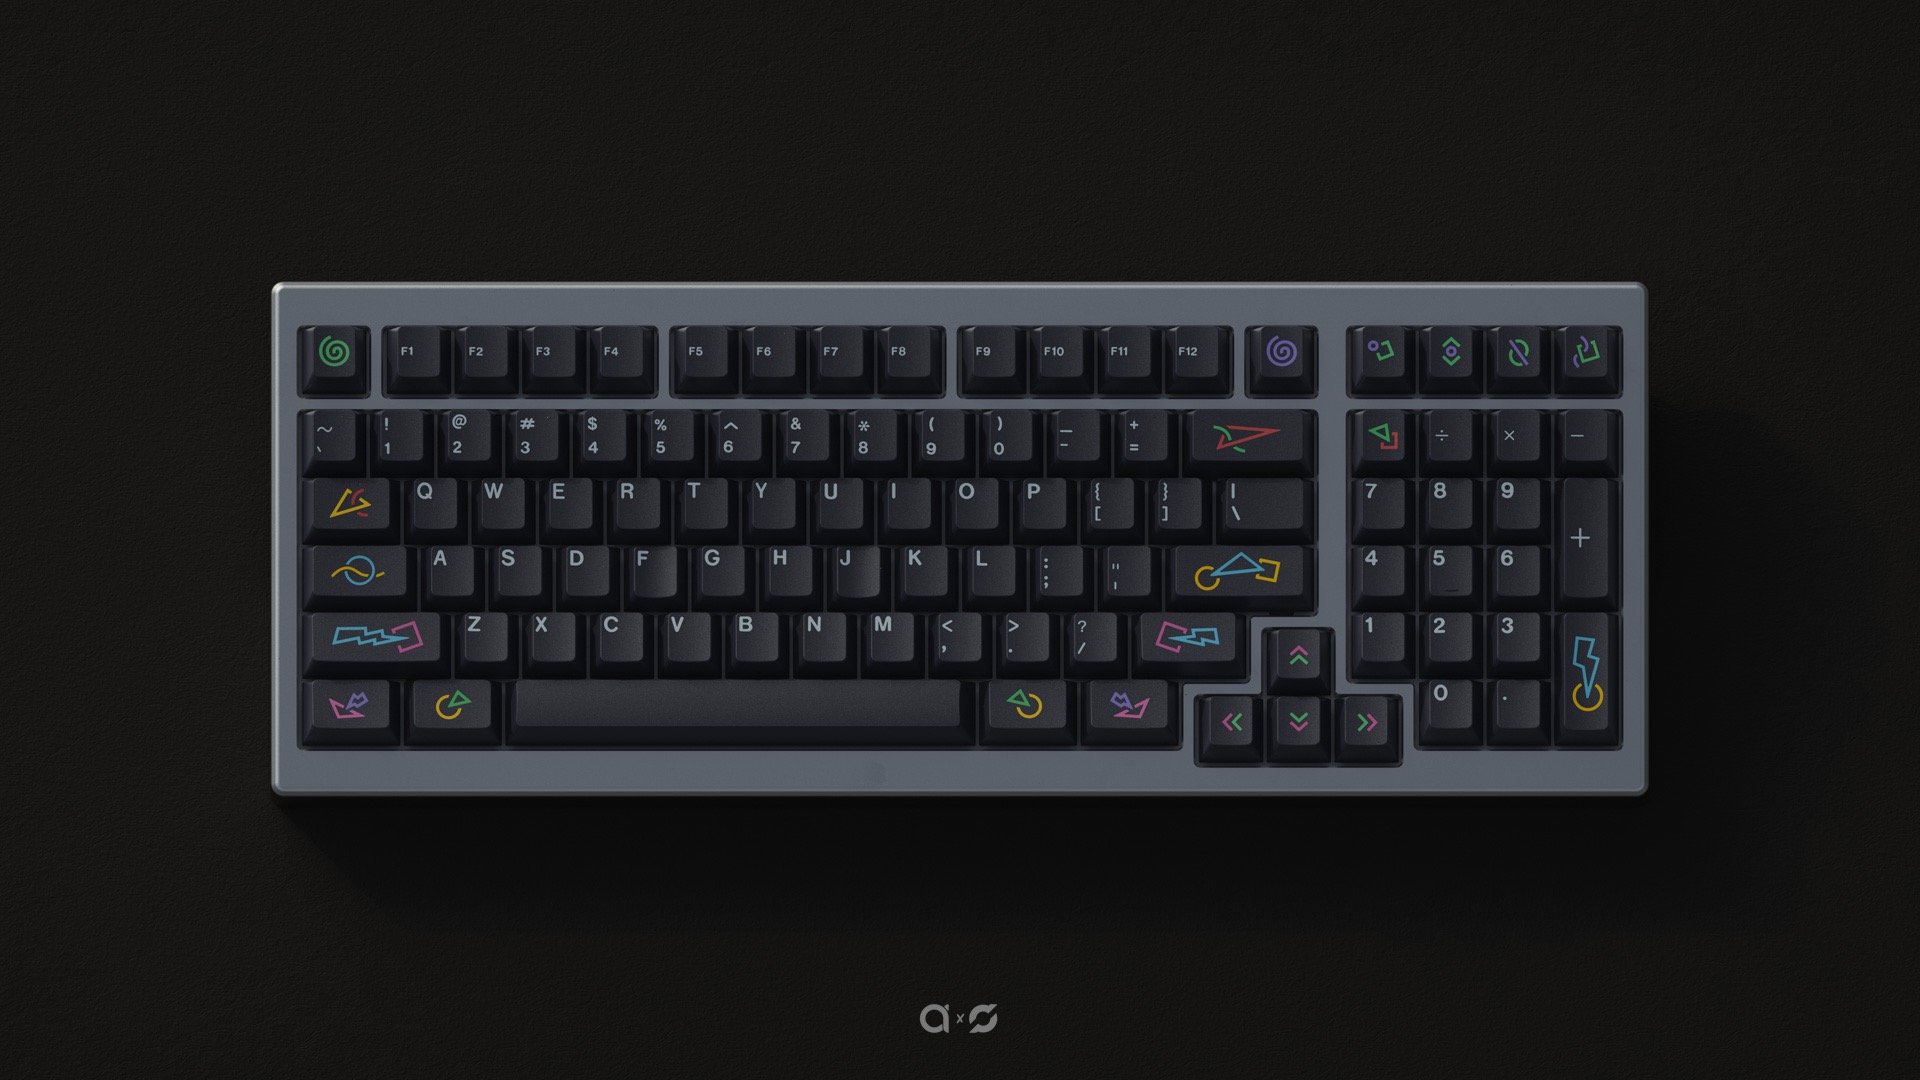 F1 F2 F3 F4 F5 F6 F7 F8 F9 F10 F11 F12
~ ! @ # $ % ^ & * ( ) — +
` 1 2 3 4 5 6 7 8 9 0 - = ÷ × −
Q W E R T Y U I O P { } | 7 8 9
[ ] \ +
A S D F G H J K L : " 4 5 6
; '
Z X C V B N M < > ? 1 2 3
, . /
0 .
a x